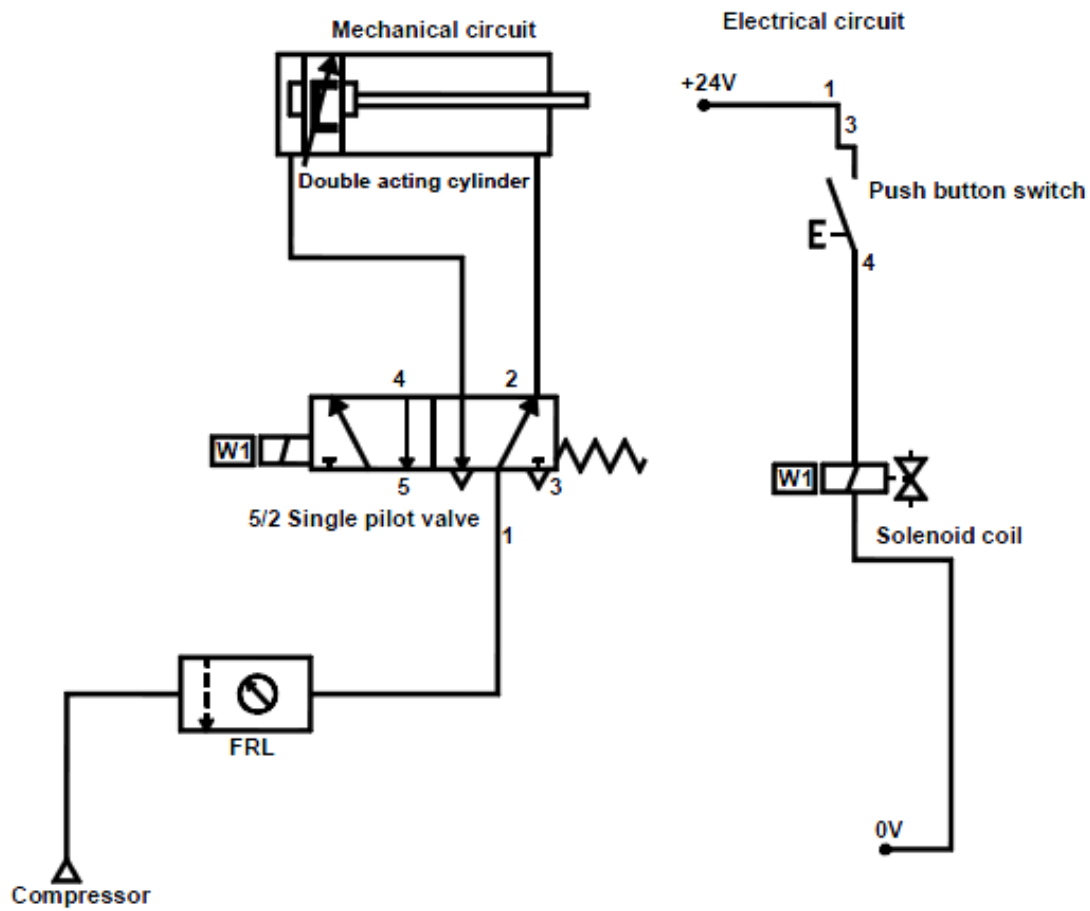 Mechanical circuit
Electrical circuit
+24V
1
3
Double acting cylinder
Push button switch
4
4
2
W1
W1
5
3
5/2 Single pilot valve
1
Solenoid coil
FRL
0V
Compressor